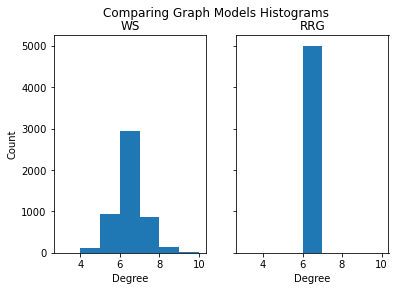 Comparing Graph Models Histograms
WS
RRG
5000
4000
3000
2000
1000
0
Count
4 6 8 10
4 6 8 10
Degree
Degree